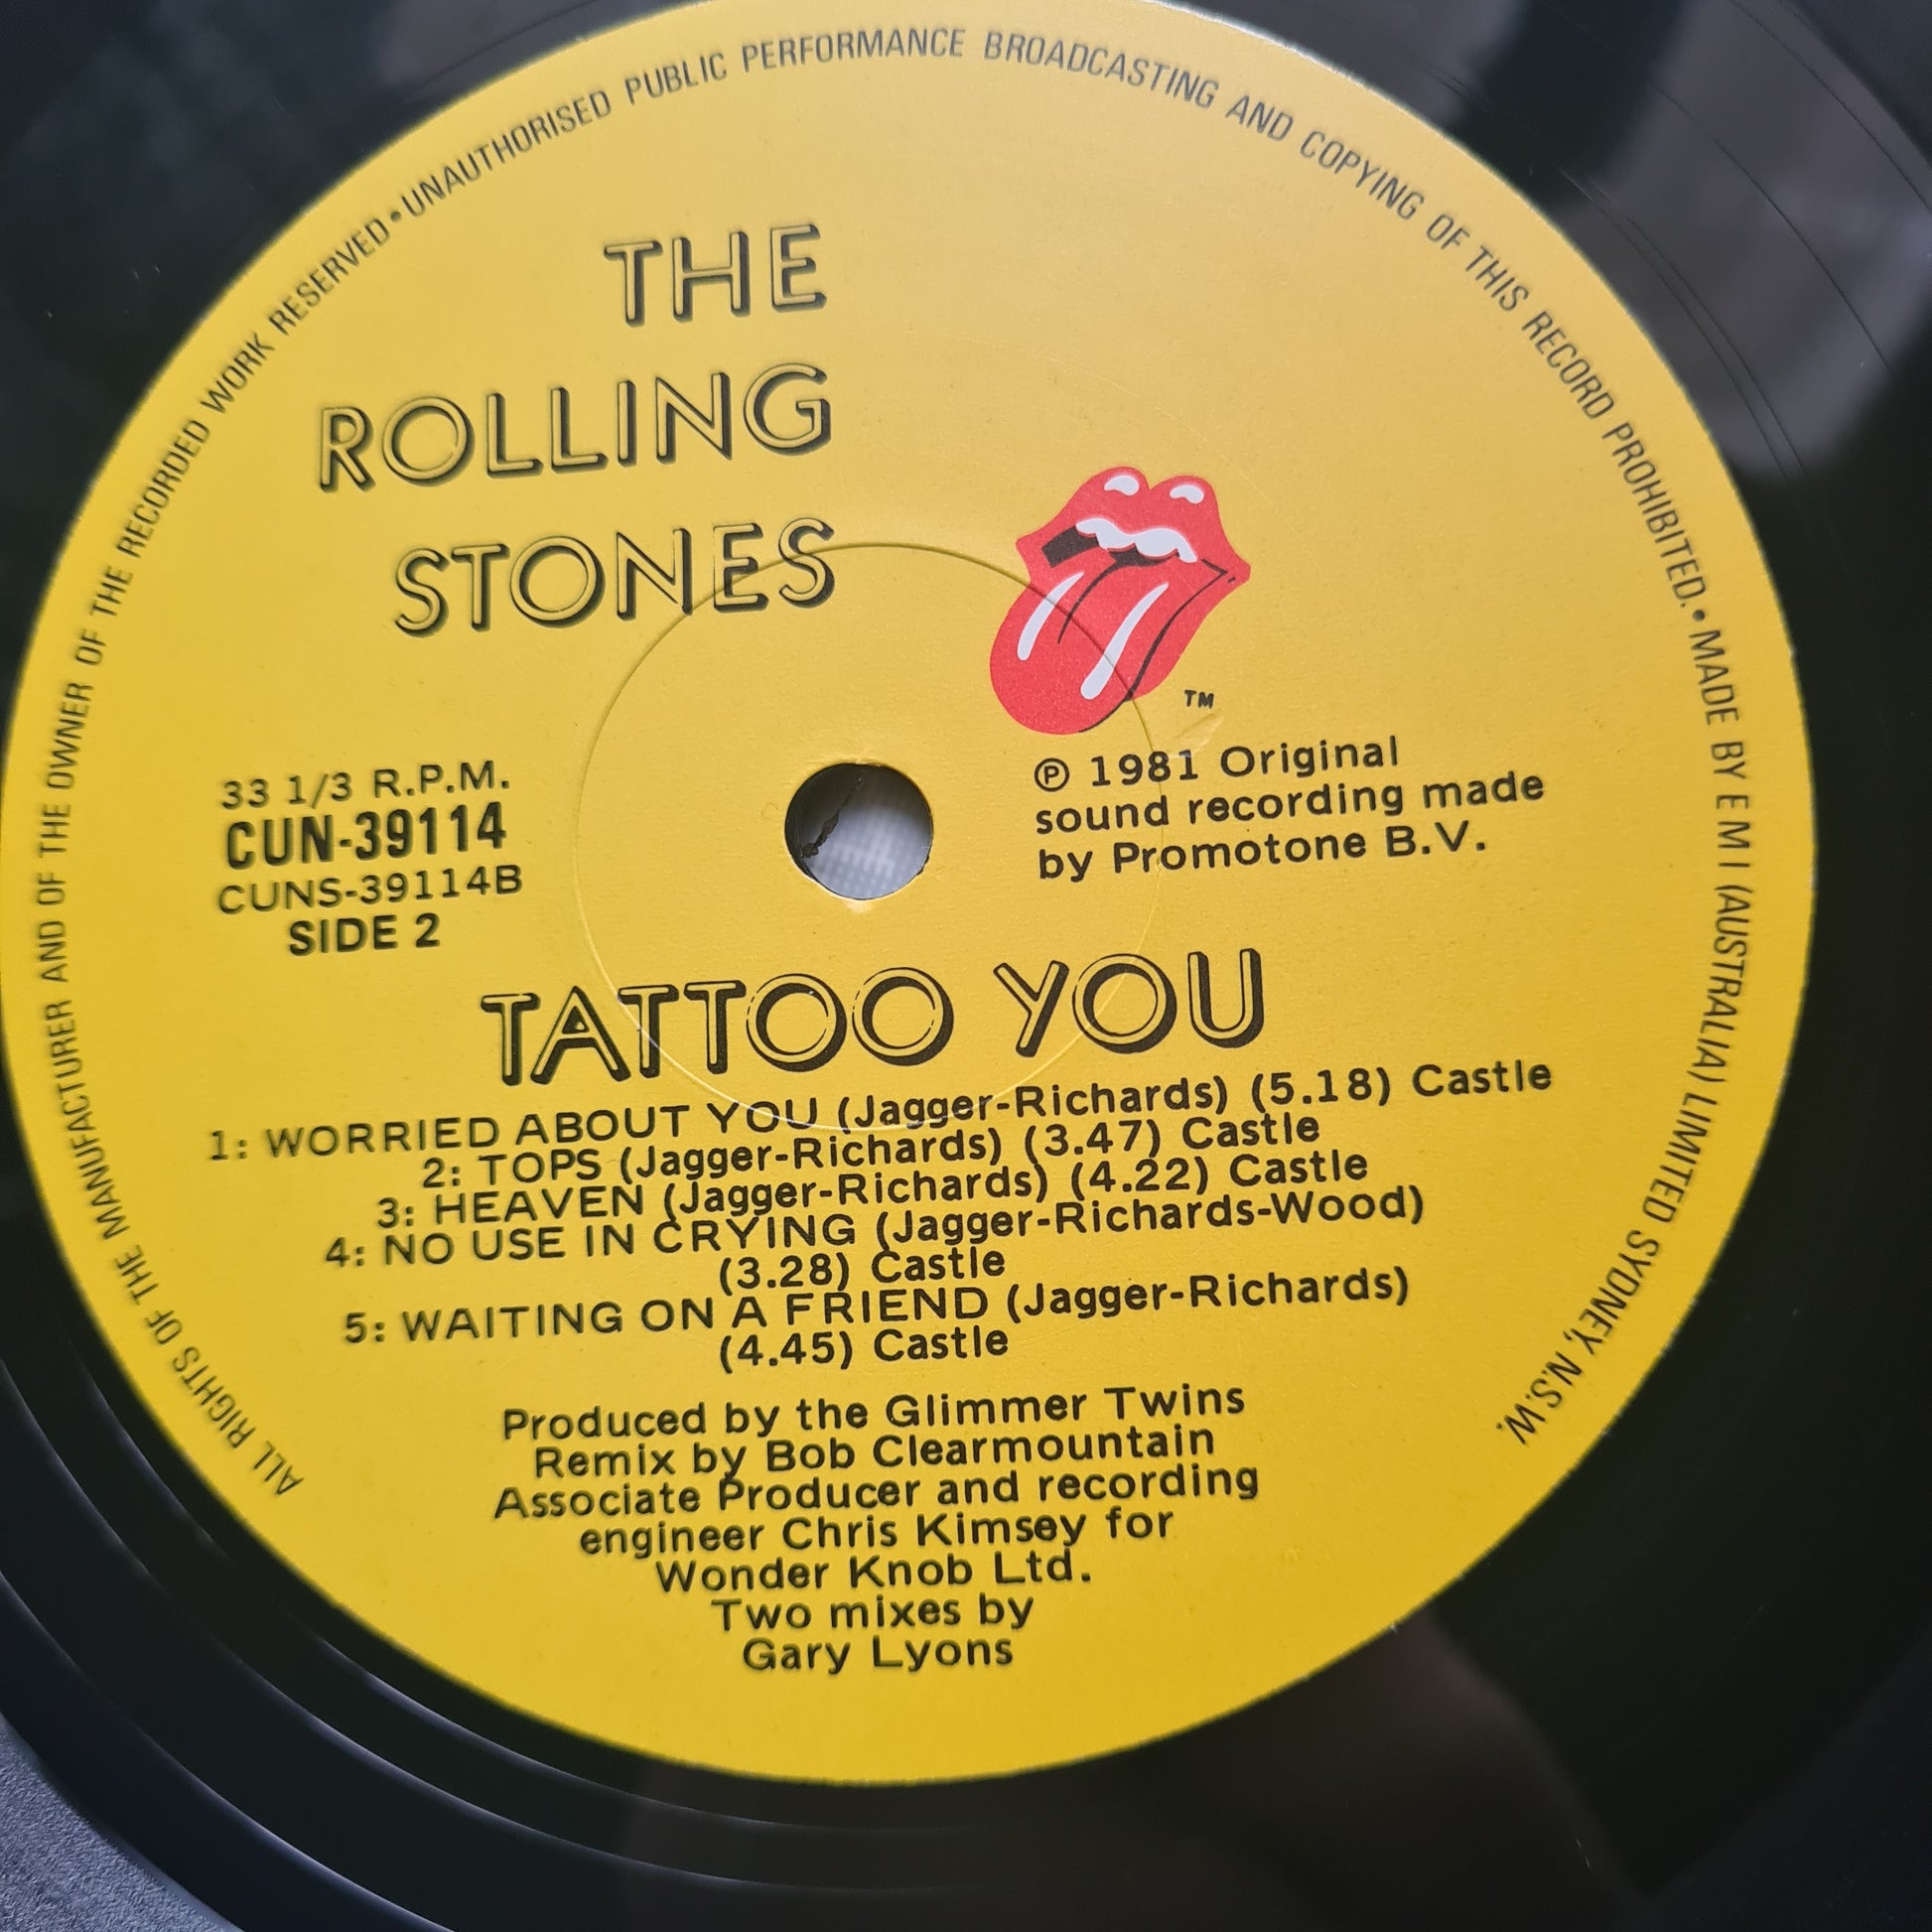 ALL RIGHTS OF THE MANUFACTURER AND OF THE OWNER OF THE RECORDED WORK RESERVED • UNAUTHORISED PUBLIC PERFORMANCE BROADCASTING AND COPYING OF THIS RECORD PROHIBITED. • MADE BY E M I (AUSTRALIA) LIMITED SYDNEY, N.S.W.
THE
ROLLING
STONES
TM
33 1/3 R.P.M.
CUN-39114
CUNS-39114B
SIDE 2
℗ 1981 Original
sound recording made
by Promotone B.V.
TATTOO YOU
1: WORRIED ABOUT YOU (Jagger-Richards) (5.18) Castle
2: TOPS (Jagger-Richards) (3.47) Castle
3: HEAVEN (Jagger-Richards) (4.22) Castle
4: NO USE IN CRYING (Jagger-Richards-Wood)
(3.28) Castle
5: WAITING ON A FRIEND (Jagger-Richards)
(4.45) Castle
Produced by the Glimmer Twins
Remix by Bob Clearmountain
Associate Producer and recording
engineer Chris Kimsey for
Wonder Knob Ltd.
Two mixes by
Gary Lyons